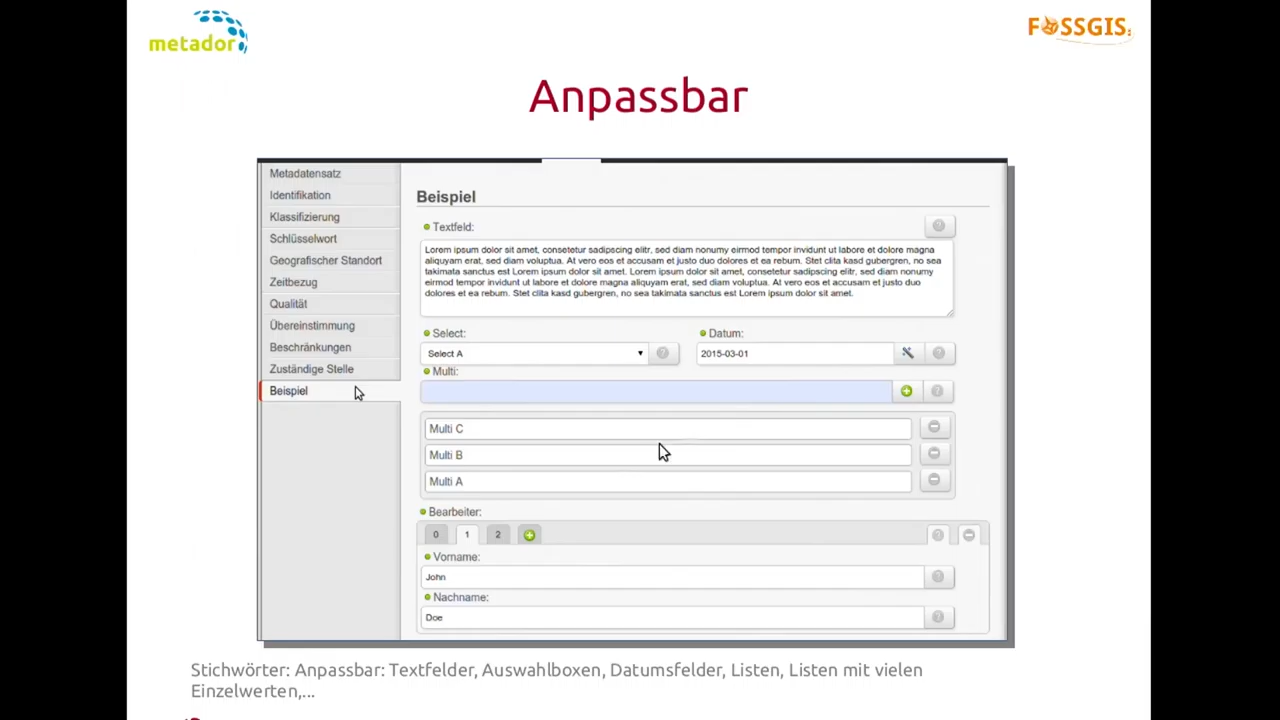 metador
FOSSGIS
Anpassbar
Metadatensatz
Identifikation
Klassifizierung
Schlüsselwort
Geografischer Standort
Zeitbezug
Qualität
Übereinstimmung
Beschränkungen
Zuständige Stelle
Beispiel
Beispiel
Textfeld:
Lorem ipsum dolor sit amet, consetetur sadipscing elitr, sed diam nonumy eirmod tempor invidunt ut labore et dolore magna
aliquyam erat, sed diam voluptua. At vero eos et accusam et justo duo dolores et ea rebum. Stet clita kasd gubergren, no sea
takimata sanctus est Lorem ipsum dolor sit amet. Lorem ipsum dolor sit amet, consetetur sadipscing elitr, sed diam nonumy
eirmod tempor invidunt ut labore et dolore magna aliquyam erat, sed diam voluptua. At vero eos et accusam et justo duo
dolores et ea rebum. Stet clita kasd gubergren, no sea takimata sanctus est Lorem ipsum dolor sit amet.
Select:
Datum:
Select A
2015-03-01
Multi:
Multi C
Multi B
Multi A
Bearbeiter:
0 1 2
Vorname:
John
Nachname:
Doe
Stichwörter: Anpassbar: Textfelder, Auswahlboxen, Datumsfelder, Listen, Listen mit vielen
Einzelwerten,...